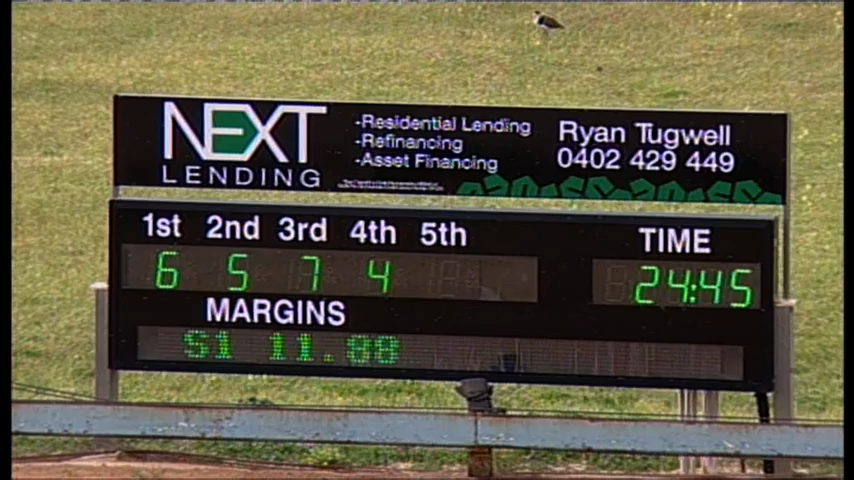 NEXT
LENDING
-Residential Lending
-Refinancing
-Asset Financing
Ryan Tugwell
0402 429 449
1st 2nd 3rd 4th 5th
6 5 7 4
TIME
24:45
MARGINS
S1 11.88